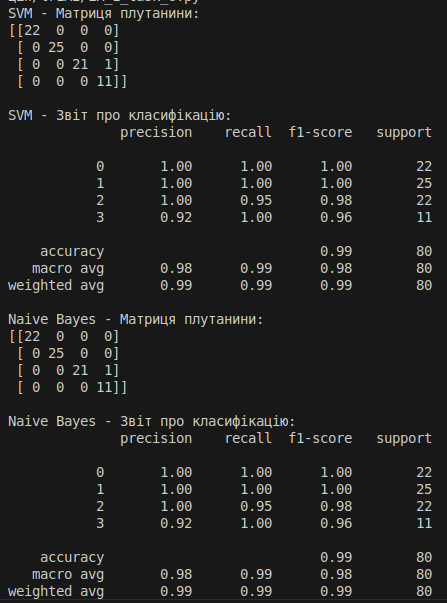 SVM - Матриця плутанини:
[[22  0  0  0]
 [ 0 25  0  0]
 [ 0  0 21  1]
 [ 0  0  0 11]]
SVM - Звіт про класифікацію:
              precision    recall  f1-score   support
           0       1.00      1.00      1.00        22
           1       1.00      1.00      1.00        25
           2       1.00      0.95      0.98        22
           3       0.92      1.00      0.96        11
    accuracy                           0.99        80
   macro avg       0.98      0.99      0.98        80
weighted avg       0.99      0.99      0.99        80
Naive Bayes - Матриця плутанини:
[[22  0  0  0]
 [ 0 25  0  0]
 [ 0  0 21  1]
 [ 0  0  0 11]]
Naive Bayes - Звіт про класифікацію:
              precision    recall  f1-score   support
           0       1.00      1.00      1.00        22
           1       1.00      1.00      1.00        25
           2       1.00      0.95      0.98        22
           3       0.92      1.00      0.96        11
    accuracy                           0.99        80
   macro avg       0.98      0.99      0.98        80
weighted avg       0.99      0.99      0.99        80